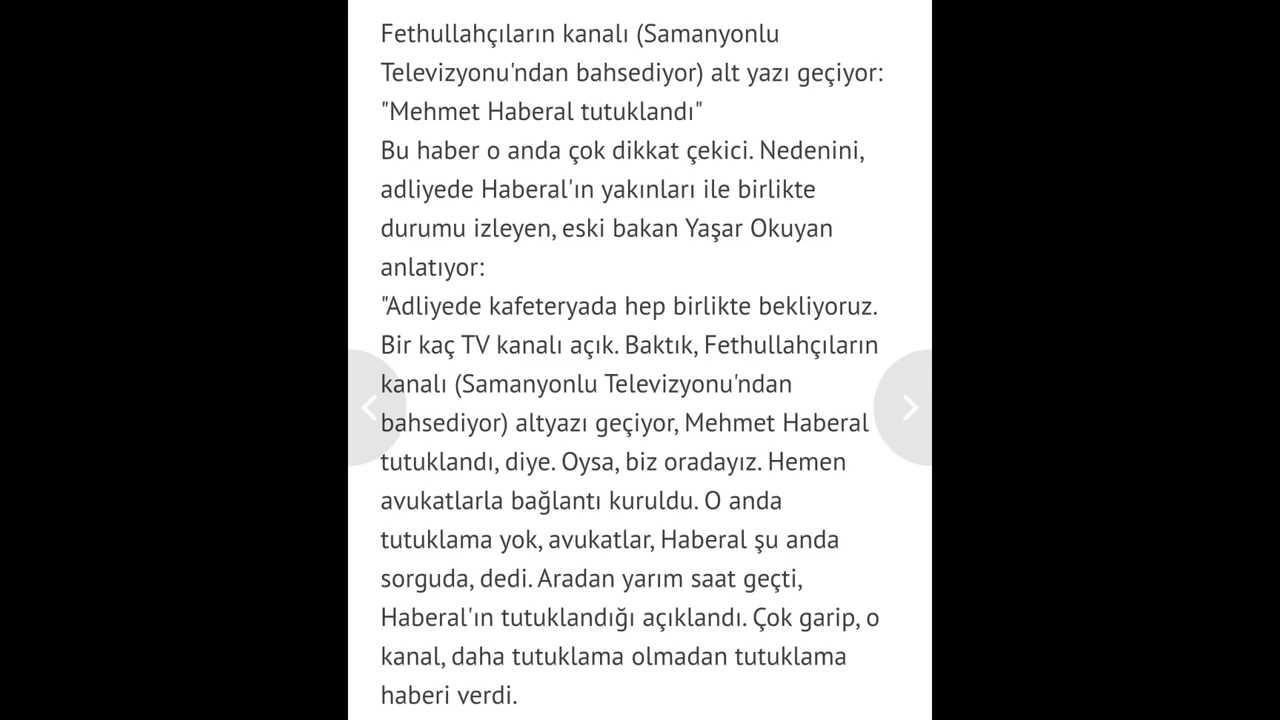 Fethullahçıların kanalı (Samanyonlu
Televizyonu'ndan bahsediyor) alt yazı geçiyor:
"Mehmet Haberal tutuklandı"
Bu haber o anda çok dikkat çekici. Nedenini,
adliyede Haberal'ın yakınları ile birlikte
durumu izleyen, eski bakan Yaşar Okuyan
anlatıyor:
"Adliyede kafeteryada hep birlikte bekliyoruz.
Bir kaç TV kanalı açık. Baktık, Fethullahçıların
kanalı (Samanyonlu Televizyonu'ndan
bahsediyor) altyazı geçiyor, Mehmet Haberal
tutuklandı, diye. Oysa, biz oradayız. Hemen
avukatlarla bağlantı kuruldu. O anda
tutuklama yok, avukatlar, Haberal şu anda
sorguda, dedi. Aradan yarım saat geçti,
Haberal'ın tutuklandığı açıklandı. Çok garip, o
kanal, daha tutuklama olmadan tutuklama
haberi verdi.